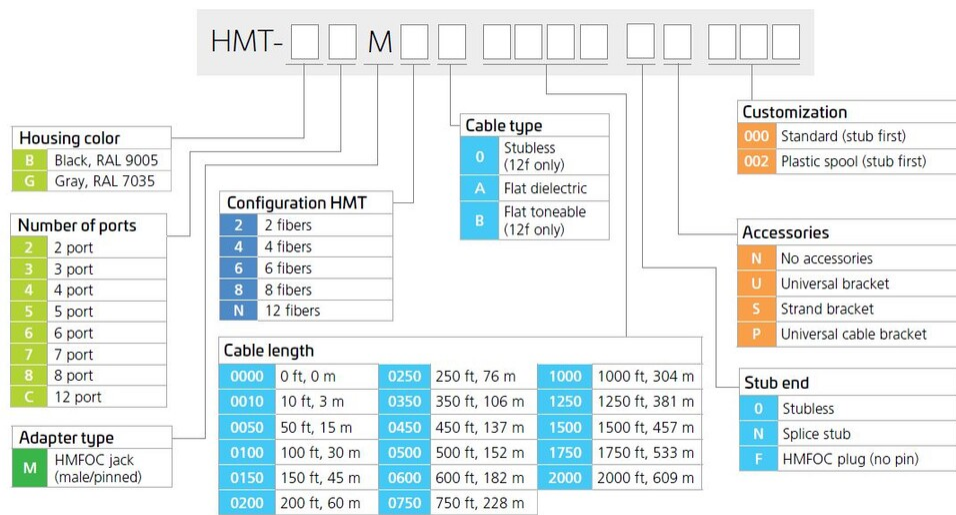 HMT- M
Housing color
B Black, RAL 9005
G Gray, RAL 7035
Number of ports
2 2 port
3 3 port
4 4 port
5 5 port
6 6 port
7 7 port
8 8 port
C 12 port
Adapter type
M HMFOC jack
(male/pinned)
Configuration HMT
2 2 fibers
4 4 fibers
6 6 fibers
8 8 fibers
N 12 fibers
Cable type
0 Stubless
(12f only)
A Flat dielectric
B Flat toneable
(12f only)
Cable length
0000 0 ft, 0 m 0250 250 ft, 76 m 1000 1000 ft, 304 m
0010 10 ft, 3 m 0350 350 ft, 106 m 1250 1250 ft, 381 m
0050 50 ft, 15 m 0450 450 ft, 137 m 1500 1500 ft, 457 m
0100 100 ft, 30 m 0500 500 ft, 152 m 1750 1750 ft, 533 m
0150 150 ft, 45 m 0600 600 ft, 182 m 2000 2000 ft, 609 m
0200 200 ft, 60 m 0750 750 ft, 228 m
Customization
000 Standard (stub first)
002 Plastic spool (stub first)
Accessories
N No accessories
U Universal bracket
S Strand bracket
P Universal cable bracket
Stub end
0 Stubless
N Splice stub
F HMFOC plug (no pin)